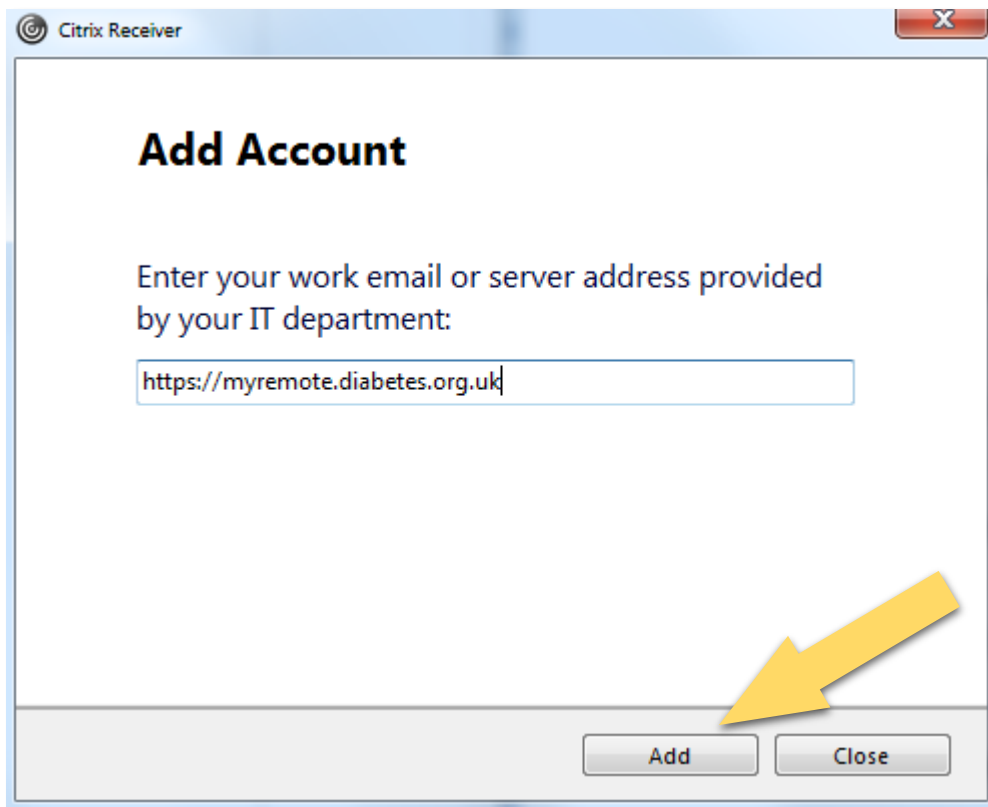 Citrix Receiver
Add Account
Enter your work email or server address provided
by your IT department:
https://myremote.diabetes.org.uk
Add Close